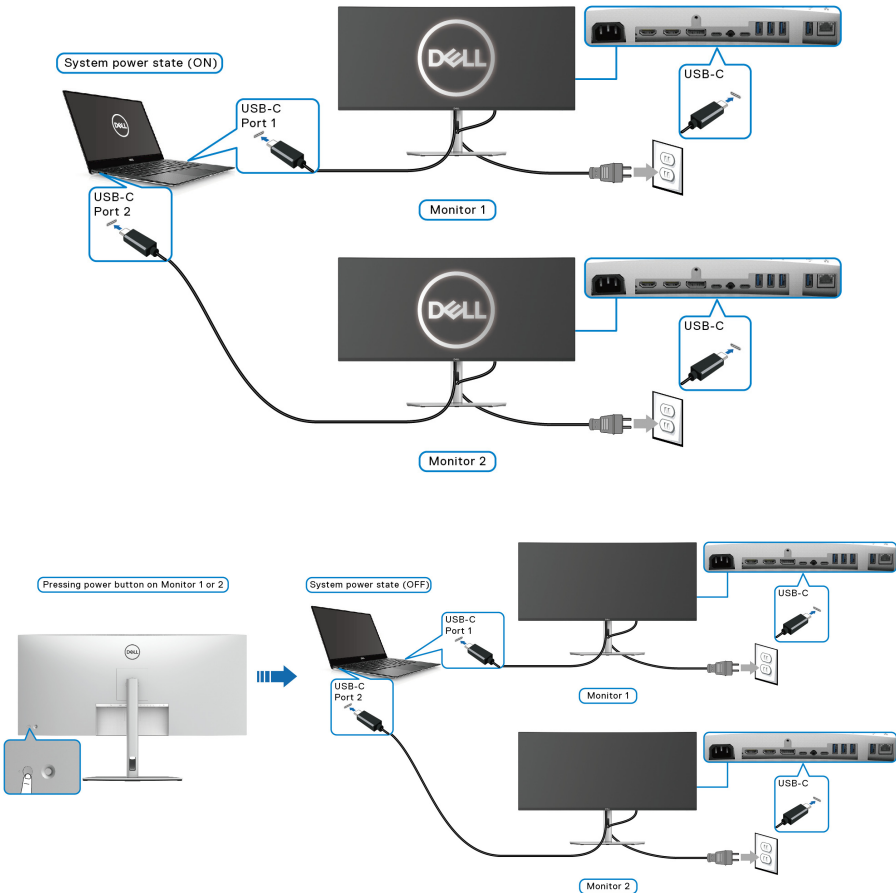 System power state (ON)
DELL
DELL
USB-C
Port 1
USB-C
USB-C
Port 2
Monitor 1
DELL
USB-C
Monitor 2
Pressing power button on Monitor 1 or 2
System power state (OFF)
USB-C
Port 1
USB-C
DELL
USB-C
Port 2
Monitor 1
USB-C
Monitor 2